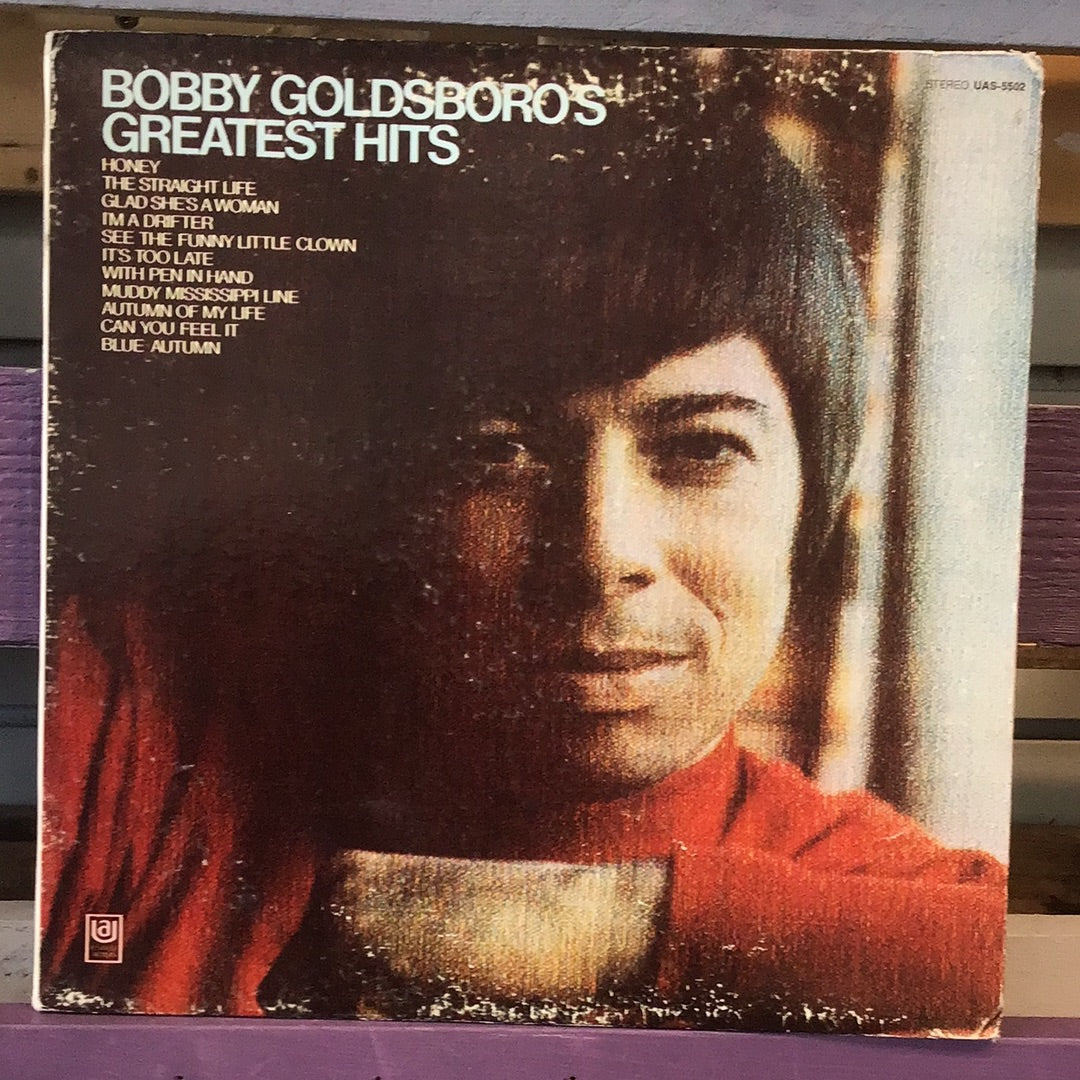 BOBBY GOLDSBORO'S
GREATEST HITS
STEREO UAS-5502
HONEY
THE STRAIGHT LIFE
GLAD SHE'S A WOMAN
I'M A DRIFTER
SEE THE FUNNY LITTLE CLOWN
IT'S TOO LATE
WITH PEN IN HAND
MUDDY MISSISSIPPI LINE
AUTUMN OF MY LIFE
CAN YOU FEEL IT
BLUE AUTUMN
UA